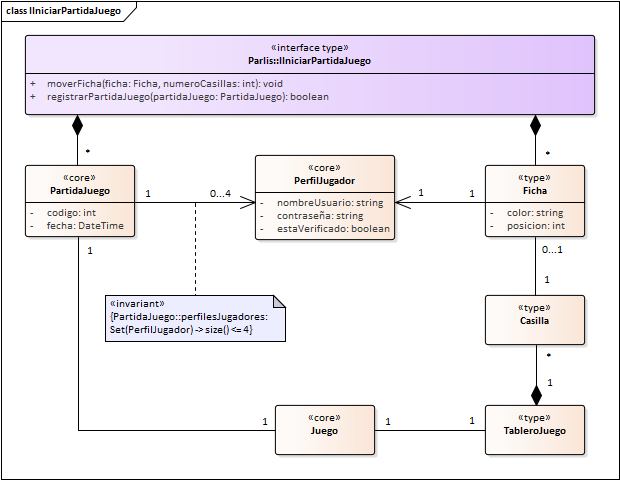 class IIniciarPartidaJuego
«interface type»
Parlis::IIniciarPartidaJuego
+ moverFicha(ficha: Ficha, numeroCasillas: int): void
+ registrarPartidaJuego(partidaJuego: PartidaJuego): boolean
*
*
«core»
PartidaJuego
- codigo: int
- fecha: DateTime
1
0...4
«core»
PerfilJugador
- nombreUsuario: string
- contraseña: string
- estaVerificado: boolean
1
1
«type»
Ficha
- color: string
- posicion: int
1
0...1
1
«invariant»
{PartidaJuego::perfilesJugadores:
Set(PerfilJugador) -> size() <= 4}
«type»
Casilla
*
1
1
«core»
Juego
1
1
«type»
TableroJuego